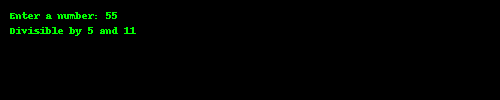 Enter a number: 55
Divisible by 5 and 11